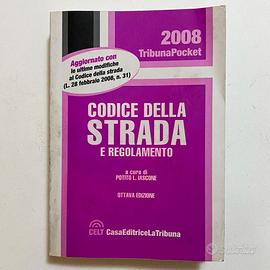 2008
TribunaPocket
Aggiornato con
le ultime modifiche
al Codice della strada
(L. 28 febbraio 2008, n. 31)
CODICE DELLA
STRADA
E REGOLAMENTO
a cura di
POTITO L. IASCONE
OTTAVA EDIZIONE
CELT CasaEditriceLaTribuna